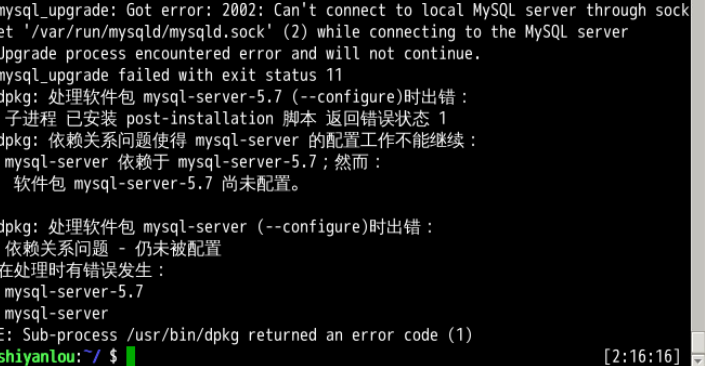 mysql_upgrade: Got error: 2002: Can't connect to local MySQL server through sock
et '/var/run/mysqld/mysqld.sock' (2) while connecting to the MySQL server
Upgrade process encountered error and will not continue.
mysql_upgrade failed with exit status 11
dpkg: 处理软件包 mysql-server-5.7 (--configure)时出错：
子进程 已安装 post-installation 脚本 返回错误状态 1
dpkg: 依赖关系问题使得 mysql-server 的配置工作不能继续：
mysql-server 依赖于 mysql-server-5.7；然而：
软件包 mysql-server-5.7 尚未配置。
dpkg: 处理软件包 mysql-server (--configure)时出错：
依赖关系问题 - 仍未被配置
在处理时有错误发生：
mysql-server-5.7
mysql-server
E: Sub-process /usr/bin/dpkg returned an error code (1)
shiyanlou:~/ $ [2:16:16]